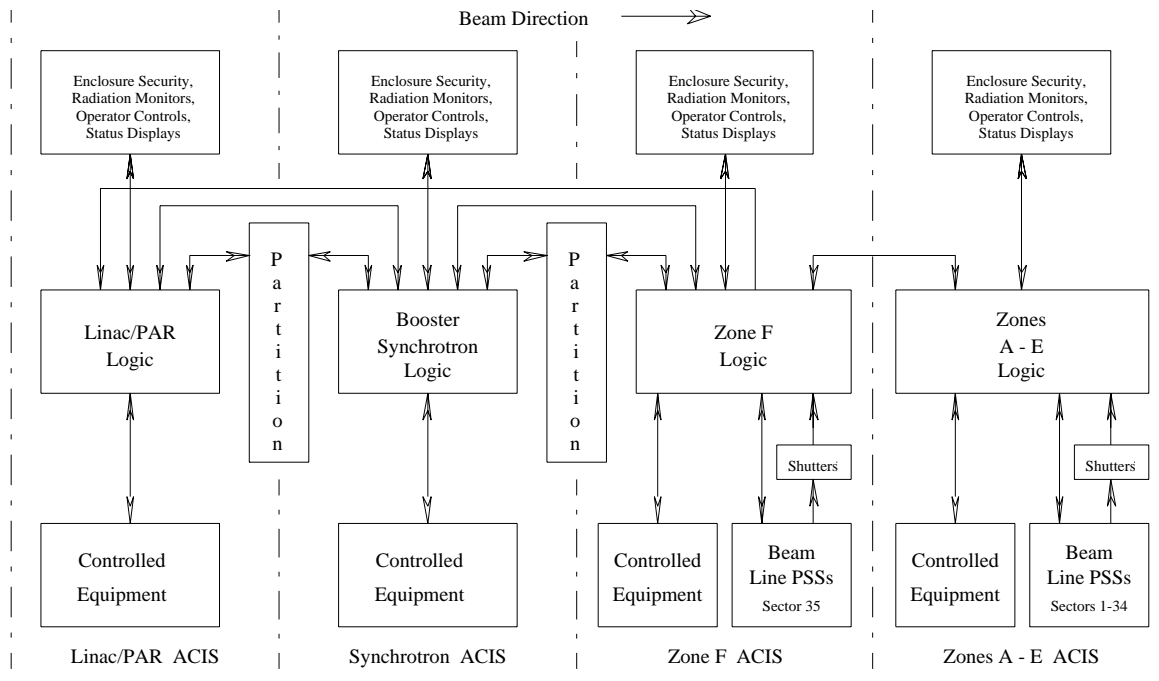 Beam Direction
Enclosure Security,
Radiation Monitors,
Operator Controls,
Status Displays
Enclosure Security,
Radiation Monitors,
Operator Controls,
Status Displays
Enclosure Security,
Radiation Monitors,
Operator Controls,
Status Displays
Enclosure Security,
Radiation Monitors,
Operator Controls,
Status Displays
Linac/PAR
Logic
P
a
r
t
i
t
i
o
n
Booster
Synchrotron
Logic
P
a
r
t
i
t
i
o
n
Zone F
Logic
Zones
A - E
Logic
Shutters
Shutters
Controlled
Equipment
Controlled
Equipment
Controlled
Equipment
Beam
Line PSSs
Sector 35
Controlled
Equipment
Beam
Line PSSs
Sectors 1-34
Linac/PAR ACIS
Synchrotron ACIS
Zone F ACIS
Zones A - E ACIS